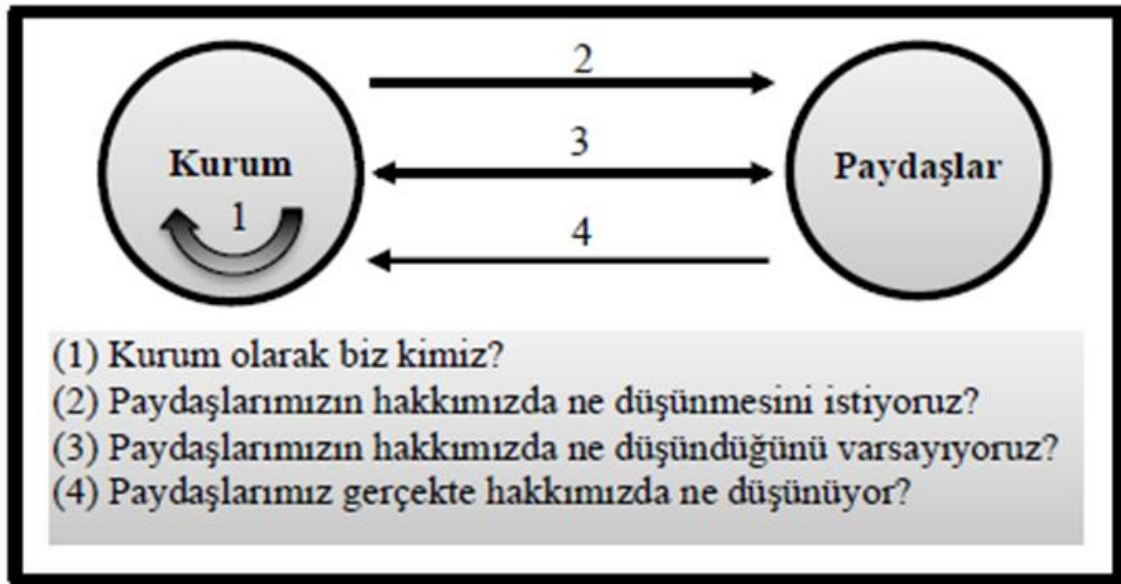 2
Kurum
3
Paydaşlar
1
4
(1) Kurum olarak biz kimiz?
(2) Paydaşlarımızın hakkımızda ne düşünmesini istiyoruz?
(3) Paydaşlarımızın hakkımızda ne düşündüğünü varsayıyoruz?
(4) Paydaşlarımız gerçekte hakkımızda ne düşünüyor?